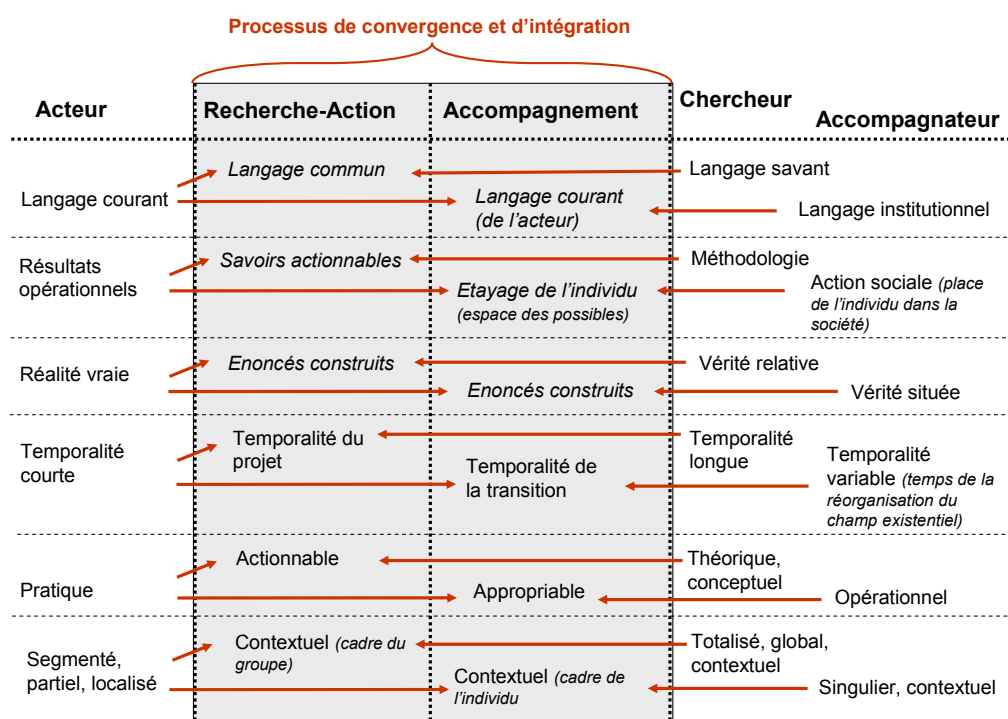 Processus de convergence et d'intégration
Acteur
Recherche-Action
Accompagnement
Chercheur
Accompagnateur
Langage commun
Langage savant
Langage courant
Langage courant
(de l'acteur)
Langage institutionnel
Résultats
opérationnels
Savoirs actionnables
Méthodologie
Etayage de l'individu
(espace des possibles)
Action sociale (place
de l'individu dans la
société)
Réalité vraie
Enoncés construits
Vérité relative
Enoncés construits
Vérité située
Temporalité
courte
Temporalité du
projet
Temporalité
longue
Temporalité de
la transition
Temporalité
variable (temps de la
réorganisation du
champ existentiel)
Pratique
Actionnable
Théorique,
conceptuel
Appropriable
Opérationnel
Segmenté,
partiel, localisé
Contextuel (cadre du
groupe)
Totalisé, global,
contextuel
Contextuel (cadre de
l'individu
Singulier, contextuel